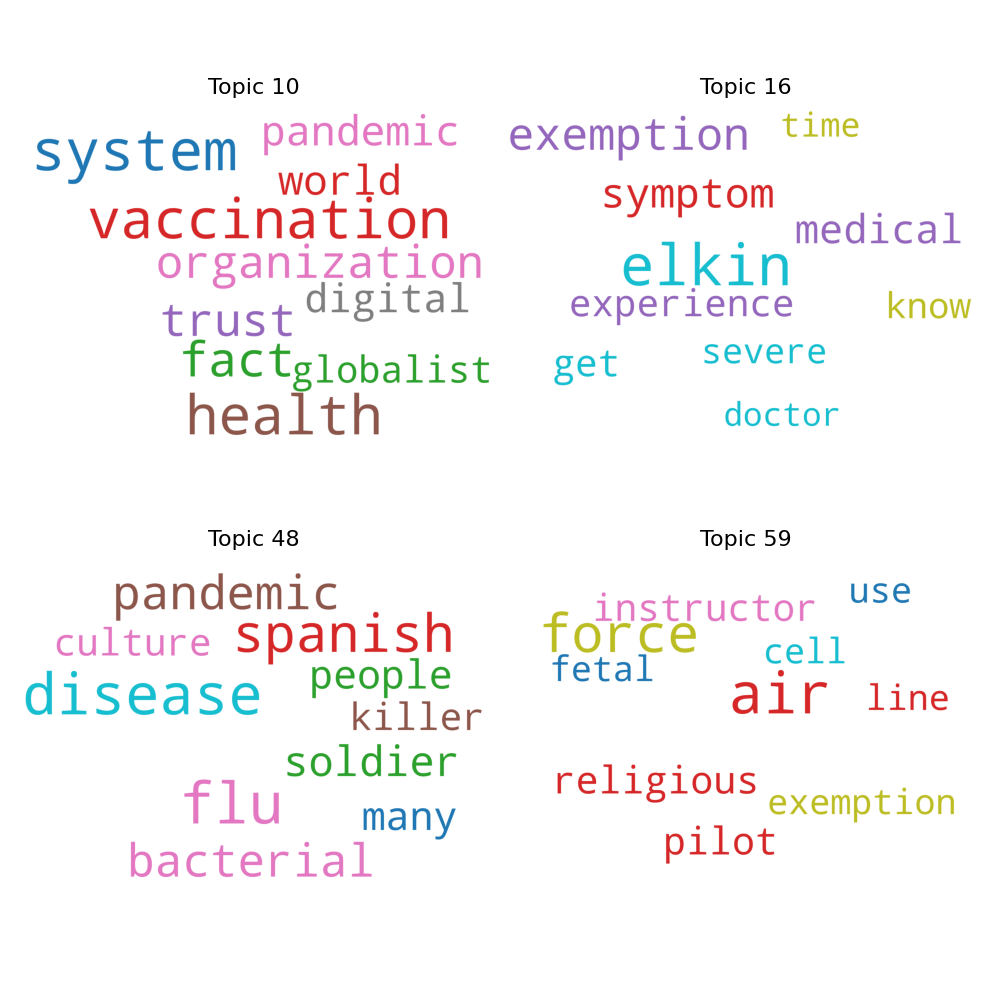 Topic 10
system
pandemic
world
vaccination
organization
digital
trust
fact
globalist
health
Topic 16
exemption
time
symptom
medical
elkin
experience
know
get
severe
doctor
Topic 48
pandemic
culture
spanish
people
disease
killer
soldier
flu
many
bacterial
Topic 59
instructor
use
force
cell
fetal
air
line
religious
exemption
pilot